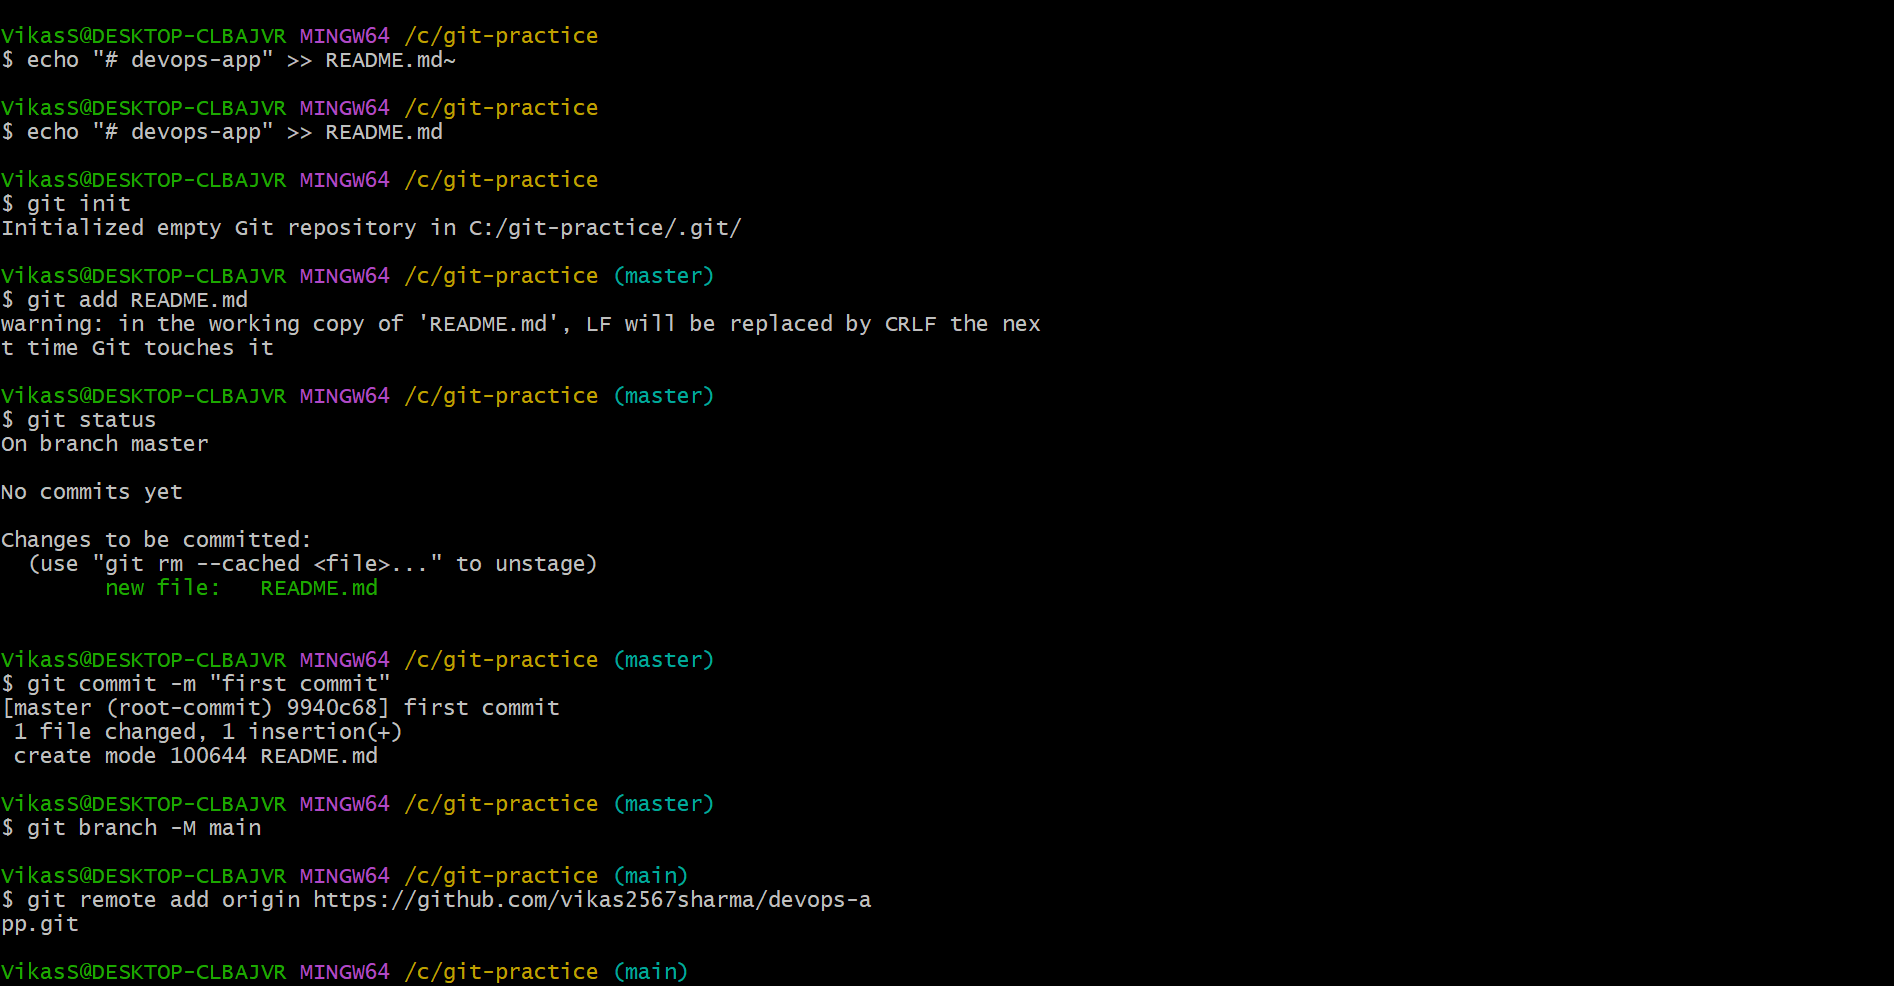 VikasS@DESKTOP-CLBAJVR MINGW64 /c/git-practice
$ echo "# devops-app" >> README.md~
VikasS@DESKTOP-CLBAJVR MINGW64 /c/git-practice
$ echo "# devops-app" >> README.md
VikasS@DESKTOP-CLBAJVR MINGW64 /c/git-practice
$ git init
Initialized empty Git repository in C:/git-practice/.git/
VikasS@DESKTOP-CLBAJVR MINGW64 /c/git-practice (master)
$ git add README.md
warning: in the working copy of 'README.md', LF will be replaced by CRLF the nex
t time Git touches it
VikasS@DESKTOP-CLBAJVR MINGW64 /c/git-practice (master)
$ git status
On branch master
No commits yet
Changes to be committed:
  (use "git rm --cached <file>..." to unstage)
        new file:   README.md
VikasS@DESKTOP-CLBAJVR MINGW64 /c/git-practice (master)
$ git commit -m "first commit"
[master (root-commit) 9940c68] first commit
 1 file changed, 1 insertion(+)
 create mode 100644 README.md
VikasS@DESKTOP-CLBAJVR MINGW64 /c/git-practice (master)
$ git branch -M main
VikasS@DESKTOP-CLBAJVR MINGW64 /c/git-practice (main)
$ git remote add origin https://github.com/vikas2567sharma/devops-a
pp.git
VikasS@DESKTOP-CLBAJVR MINGW64 /c/git-practice (main)